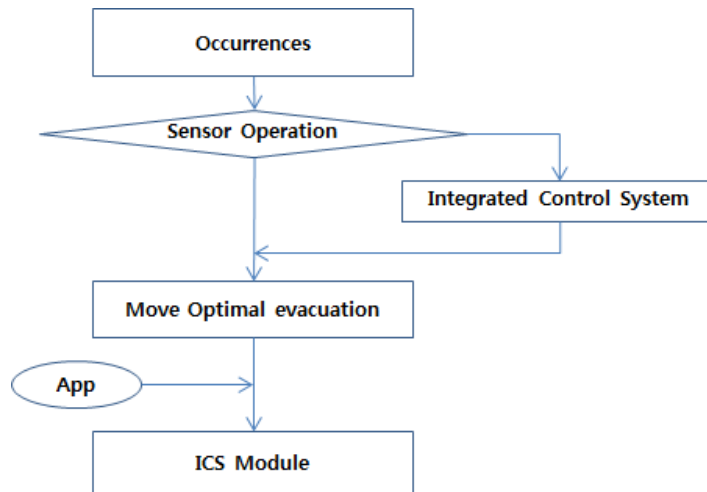 Occurrences
Sensor Operation
Integrated Control System
Move Optimal evacuation
App
ICS Module